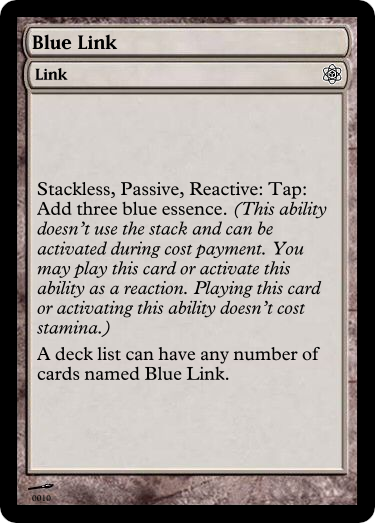 Blue Link
Link
Stackless, Passive, Reactive: Tap:
Add three blue essence. (This ability
doesn't use the stack and can be
activated during cost payment. You
may play this card or activate this
ability as a reaction. Playing this card
or activating this ability doesn't cost
stamina.)
A deck list can have any number of
cards named Blue Link.
0010